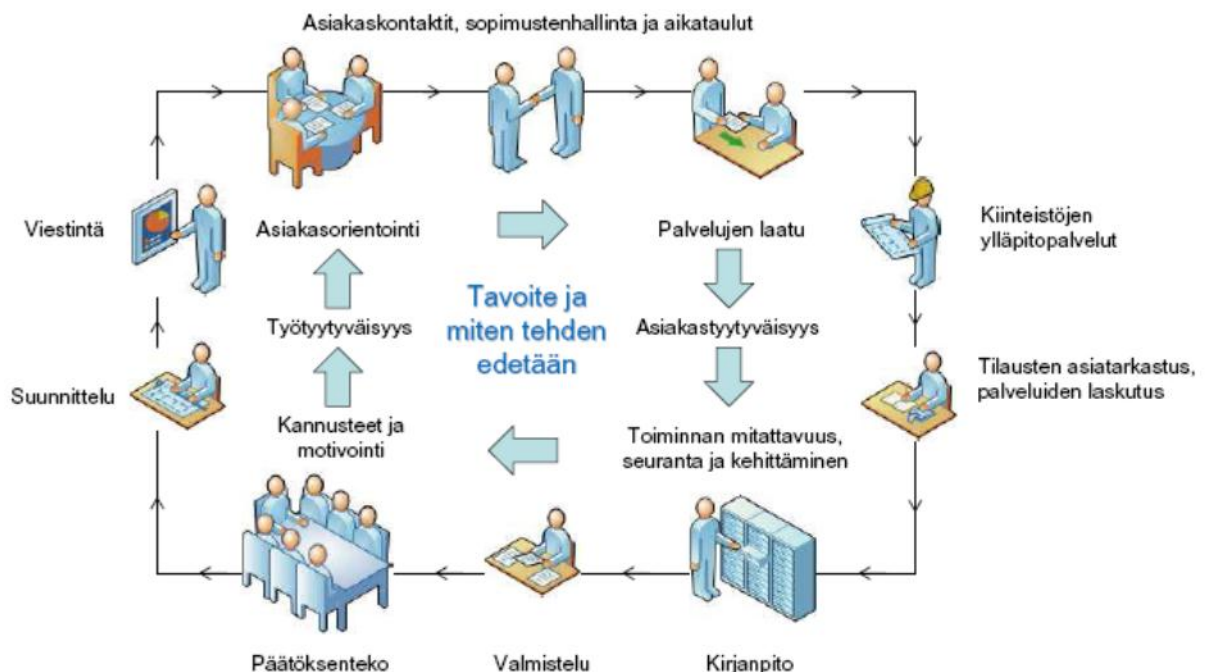 Asiakaskontaktit, sopimustenhallinta ja aikataulut
Viestintä
Asiakasorientointi
Palvelujen laatu
Kiinteistöjen
ylläpitopalvelut
Tavoite ja
miten tehden
edetään
Työtyytyväisyys
Asiakastyytyväisyys
Suunnittelu
Tilausten asiatarkastus,
palveluiden laskutus
Kannusteet ja
motivointi
Toiminnan mitattavuus,
seuranta ja kehittäminen
Päätöksenteko
Valmistelu
Kirjanpito